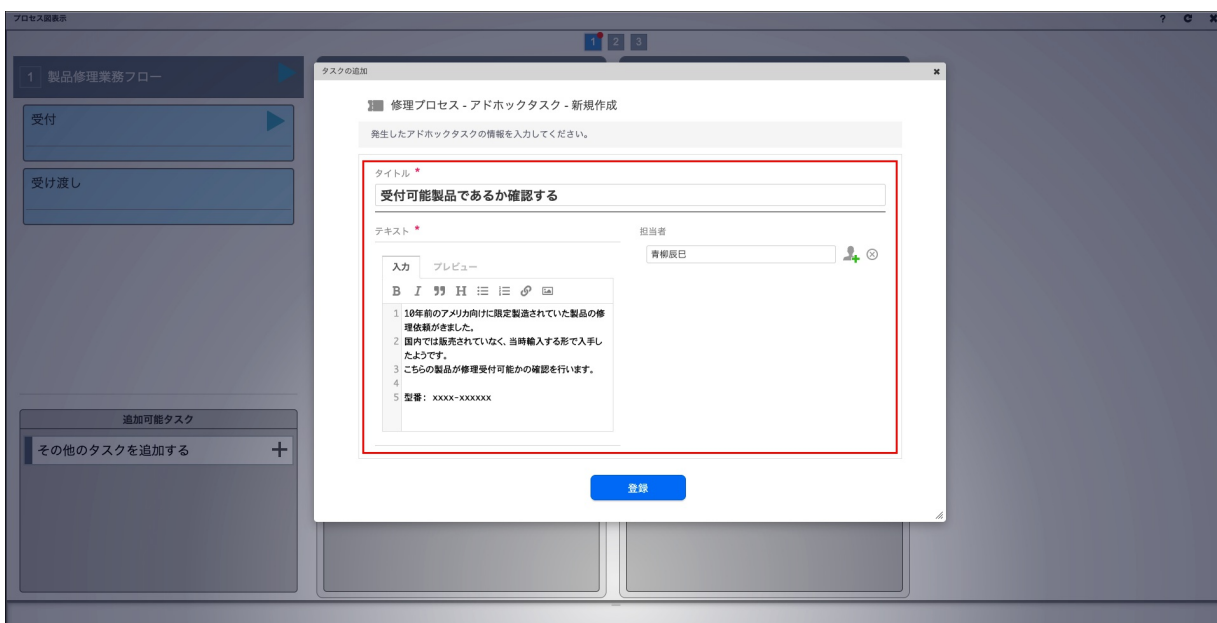 プロセス図表示
? C ×
1 2 3
1 製品修理業務フロー
受付
受け渡し
追加可能タスク
その他のタスクを追加する
タスクの追加
修理プロセス - アドホックタスク - 新規作成
発生したアドホックタスクの情報を入力してください。
タイトル *
受付可能製品であるか確認する
テキスト *
担当者
青柳辰巳
入力 プレビュー
B I H
1 10年前のアメリカ向けに限定製造されていた製品の修
理依頼がきました。
2 国内では販売されていなく、当時輸入する形で入手し
たようです。
3 こちらの製品が修理受付可能かの確認を行います。
4
5 型番: xxxx-xxxxxx
登録